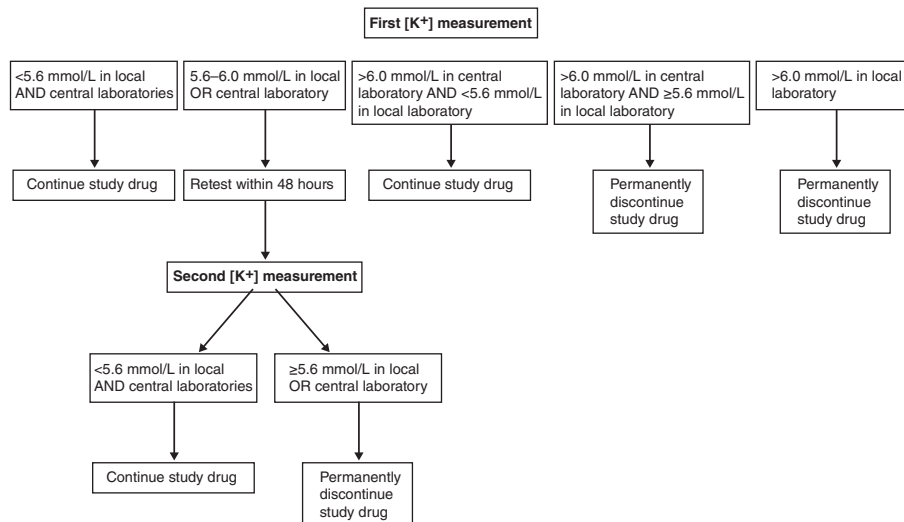 First [K+] measurement
<5.6 mmol/L in local
AND central laboratories
5.6–6.0 mmol/L in local
OR central laboratory
>6.0 mmol/L in central
laboratory AND <5.6 mmol/L
in local laboratory
>6.0 mmol/L in central
laboratory AND ≥5.6 mmol/L
in local laboratory
>6.0 mmol/L in local
laboratory
Continue study drug
Retest within 48 hours
Continue study drug
Permanently
discontinue
study drug
Permanently
discontinue
study drug
Second [K+] measurement
<5.6 mmol/L in local
AND central laboratories
≥5.6 mmol/L in local
OR central laboratory
Continue study drug
Permanently
discontinue
study drug